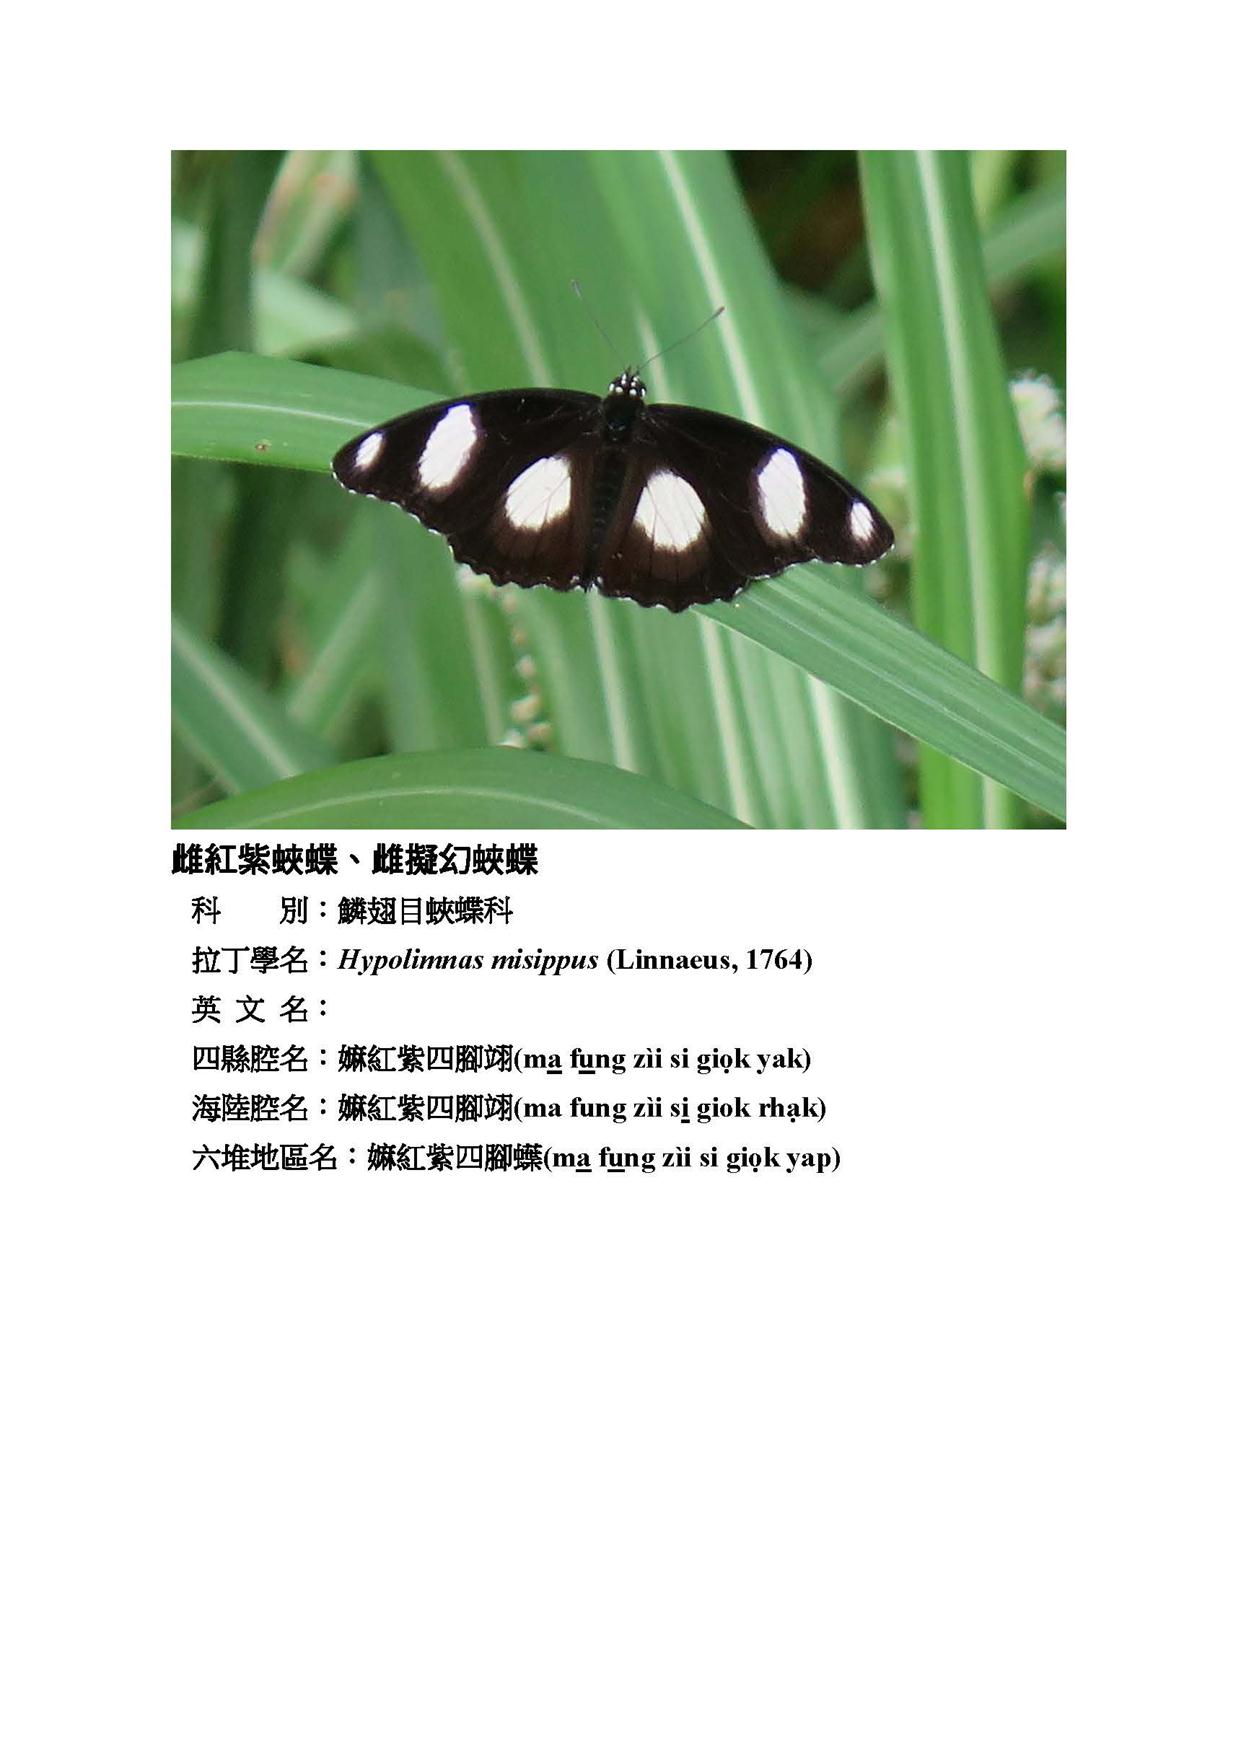 雌紅紫蛺蝶、雌擬幻蛺蝶
科　　別：鱗翅目蛺蝶科
拉丁學名：Hypolimnas misippus (Linnaeus, 1764)
英 文 名：
四縣腔名：嫲紅紫四腳翊(ma̲ fu̲ng zìi si giọk yak)
海陸腔名：嫲紅紫四腳翊(ma fung zìi si̲ giok rhạk)
六堆地區名：嫲紅紫四腳蠂(ma̲ fu̲ng zìi si giọk yap)